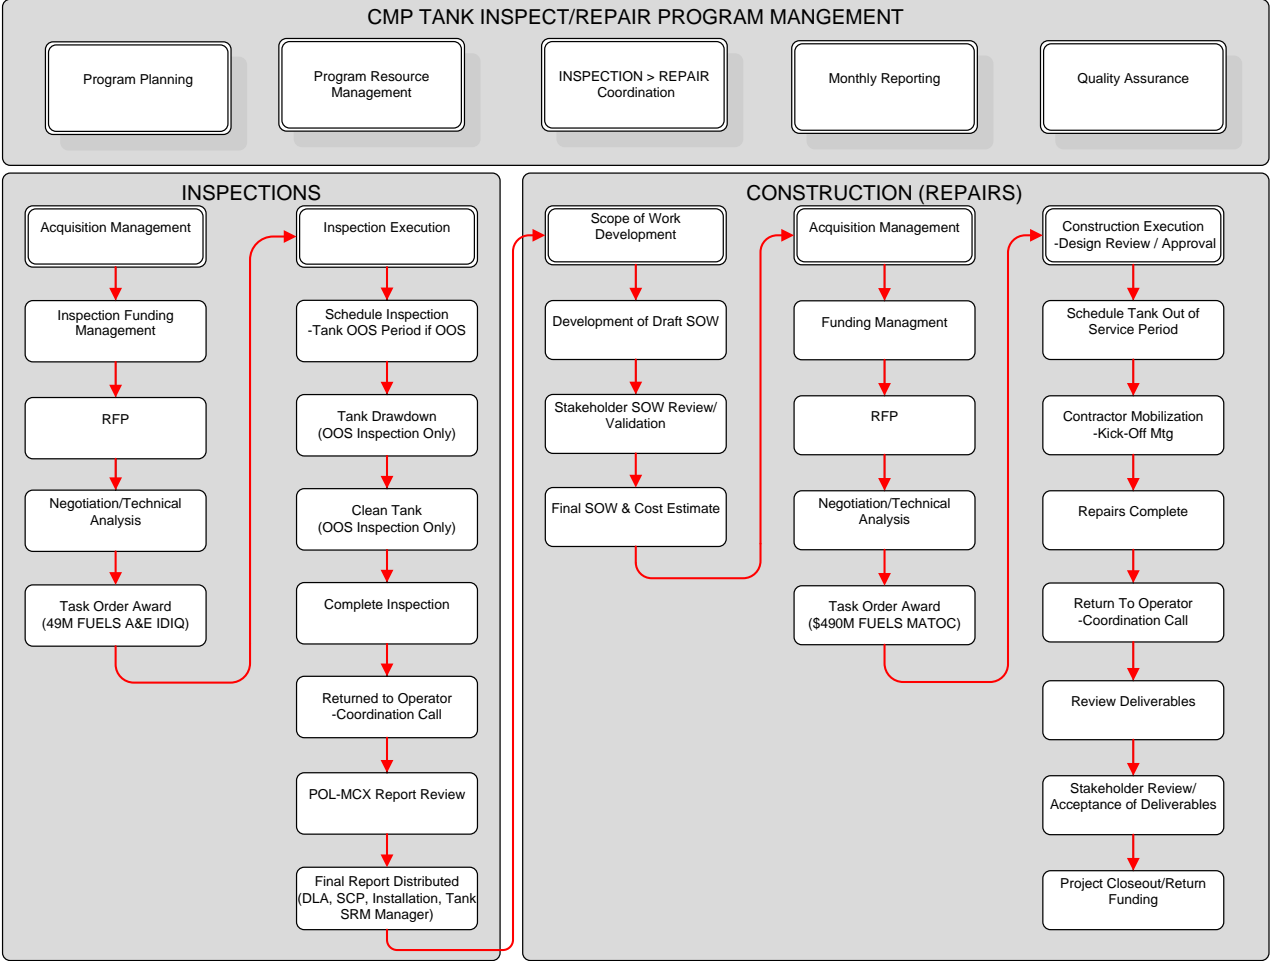 CMP TANK INSPECT/REPAIR PROGRAM MANGEMENT
Program Planning
Program Resource
Management
INSPECTION > REPAIR
Coordination
Monthly Reporting
Quality Assurance
INSPECTIONS
Acquisition Management
Inspection Funding
Management
RFP
Negotiation/Technical
Analysis
Task Order Award
(49M FUELS A&E IDIQ)
Inspection Execution
Schedule Inspection
-Tank OOS Period if OOS
Tank Drawdown
(OOS Inspection Only)
Clean Tank
(OOS Inspection Only)
Complete Inspection
Returned to Operator
-Coordination Call
POL-MCX Report Review
Final Report Distributed
(DLA, SCP, Installation, Tank
SRM Manager)
CONSTRUCTION (REPAIRS)
Scope of Work
Development
Development of Draft SOW
Stakeholder SOW Review/
Validation
Final SOW & Cost Estimate
Acquisition Management
Funding Managment
RFP
Negotiation/Technical
Analysis
Task Order Award
($490M FUELS MATOC)
Construction Execution
-Design Review / Approval
Schedule Tank Out of
Service Period
Contractor Mobilization
-Kick-Off Mtg
Repairs Complete
Return To Operator
-Coordination Call
Review Deliverables
Stakeholder Review/
Acceptance of Deliverables
Project Closeout/Return
Funding